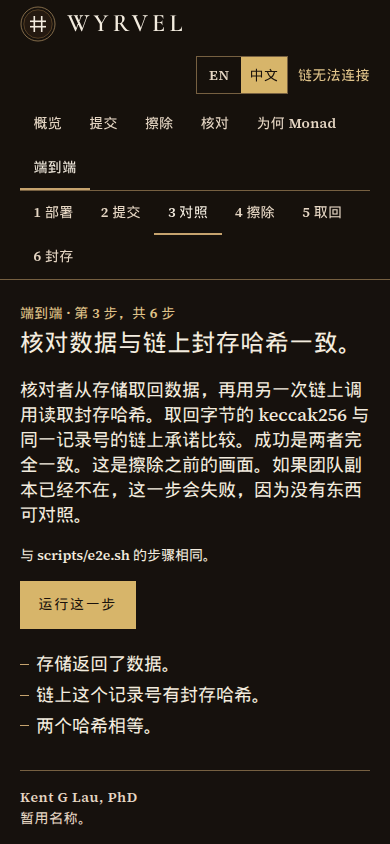 WYRVEL
EN 中文 链无法连接
概览 提交 擦除 核对 为何 Monad
端到端
1 部署 2 提交 3 对照 4 擦除 5 取回
6 封存
端到端 · 第 3 步，共 6 步
核对数据与链上封存哈希一致。
核对者从存储取回数据，再用另一次链上调
用读取封存哈希。取回字节的 keccak256 与
同一记录号的链上承诺比较。成功是两者完
全一致。这是擦除之前的画面。如果团队副
本已经不在，这一步会失败，因为没有东西
可对照。
与 scripts/e2e.sh 的步骤相同。
运行这一步
– 存储返回了数据。
– 链上这个记录号有封存哈希。
– 两个哈希相等。
Kent G Lau, PhD
暂用名称。